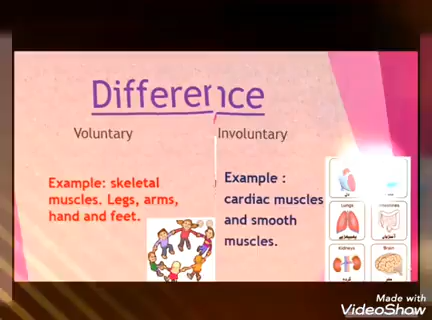 Difference
Voluntary
Involuntary
Example: skeletal
muscles. Legs, arms,
hand and feet.
Example :
cardiac muscles
and smooth
muscles.
Lungs
Kidneys
Brain
Made with
VideoShow